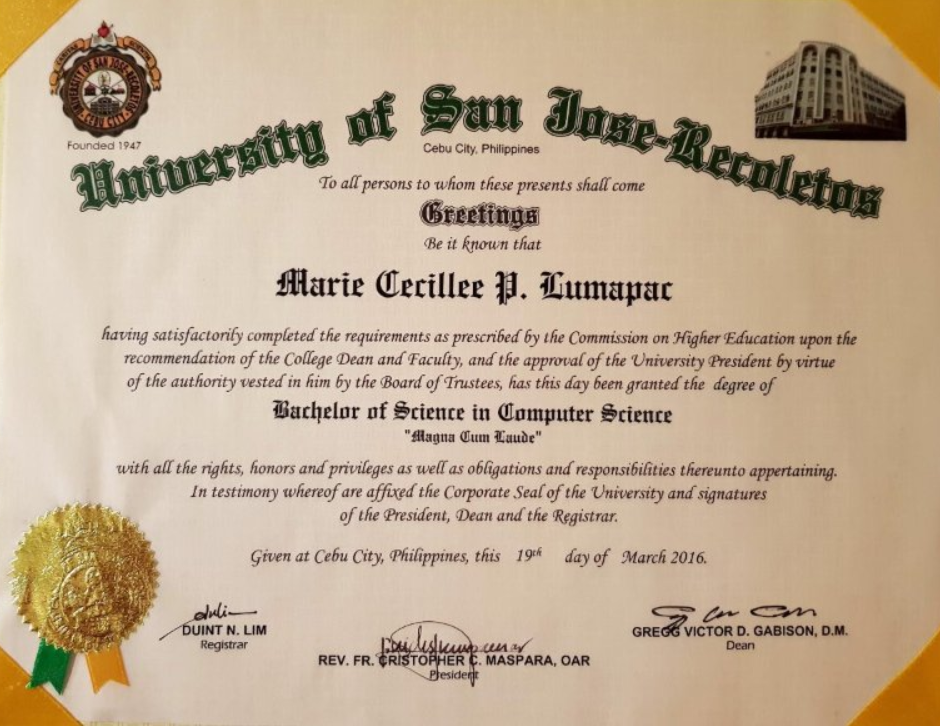 UNIVERSITY OF SAN JOSE-RECOLETOS
CEBU CITY
Founded 1947
University of San Jose-Recoletos
Cebu City, Philippines
To all persons to whom these presents shall come
Greetings
Be it known that
Marie Cecillee P. Lumapac
having satisfactorily completed the requirements as prescribed by the Commission on Higher Education upon the
recommendation of the College Dean and Faculty, and the approval of the University President by virtue
of the authority vested in him by the Board of Trustees, has this day been granted the degree of
Bachelor of Science in Computer Science
"Magna Cum Laude"
with all the rights, honors and privileges as well as obligations and responsibilities thereunto appertaining.
In testimony whereof are affixed the Corporate Seal of the University and signatures
of the President, Dean and the Registrar.
Given at Cebu City, Philippines, this 19th day of March 2016.
DUINT N. LIM
Registrar
REV. FR. CRISTOPHER C. MASPARA, OAR
President
GREGG VICTOR D. GABISON, D.M.
Dean